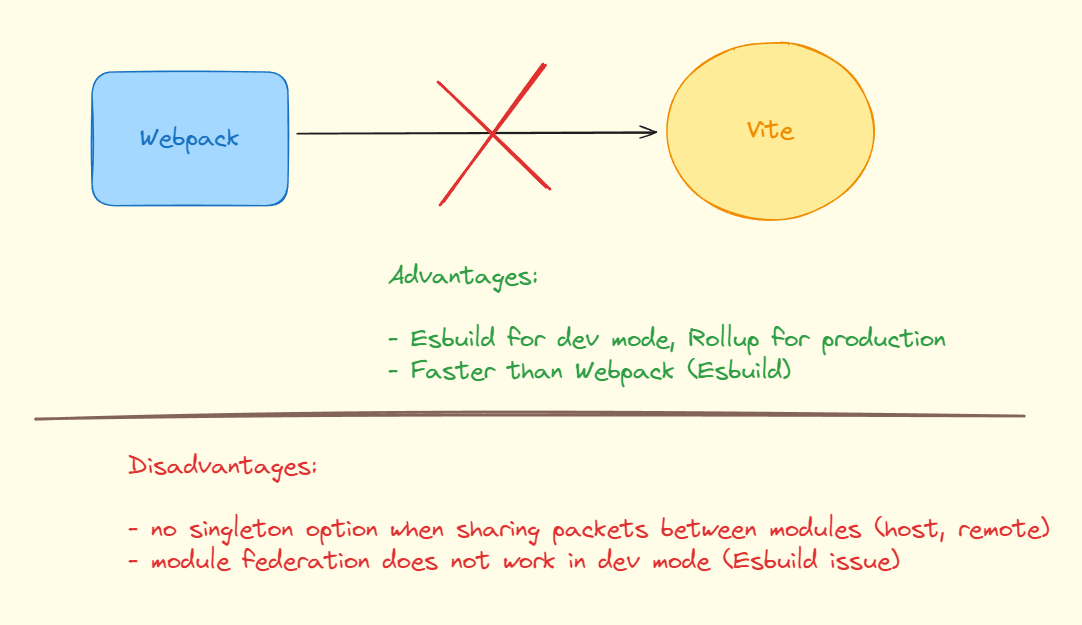 Webpack
Vite
Advantages:
- Esbuild for dev mode, Rollup for production
- Faster than Webpack (Esbuild)
Disadvantages:
- no singleton option when sharing packets between modules (host, remote)
- module federation does not work in dev mode (Esbuild issue)